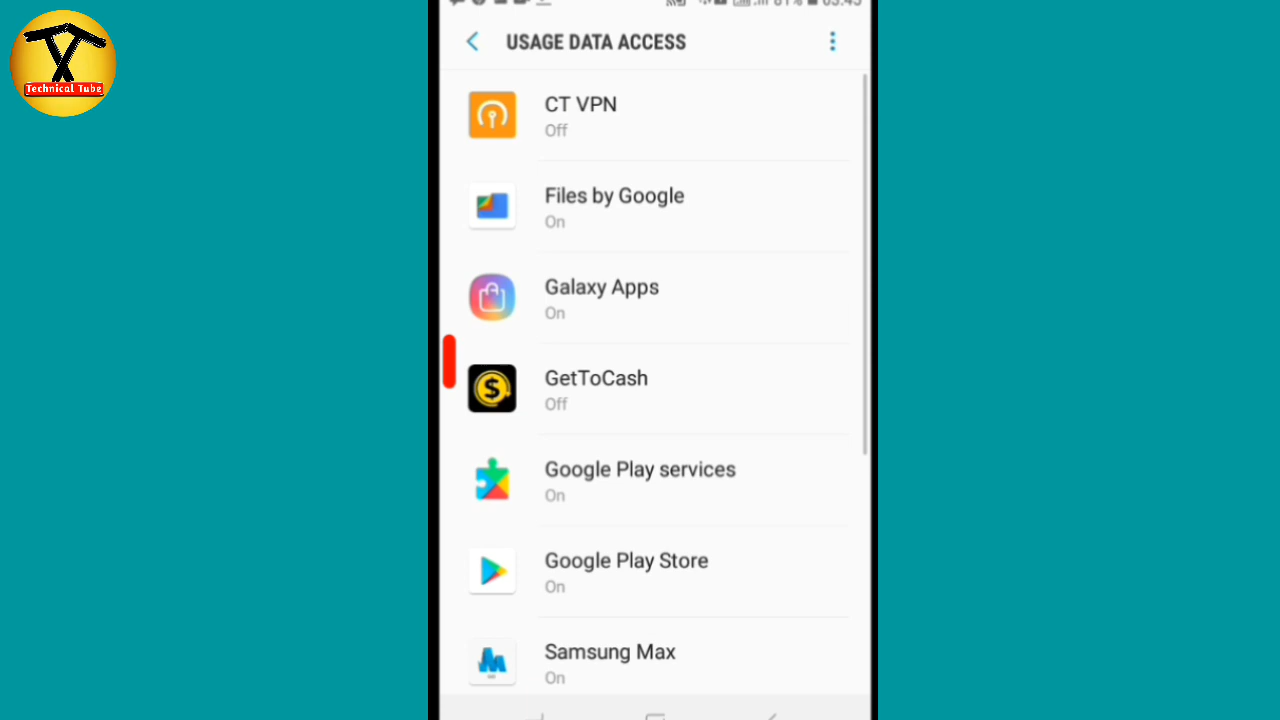 Technical Tube
USAGE DATA ACCESS
CT VPN
Off
Files by Google
On
Galaxy Apps
On
GetToCash
Off
Google Play services
On
Google Play Store
On
Samsung Max
On